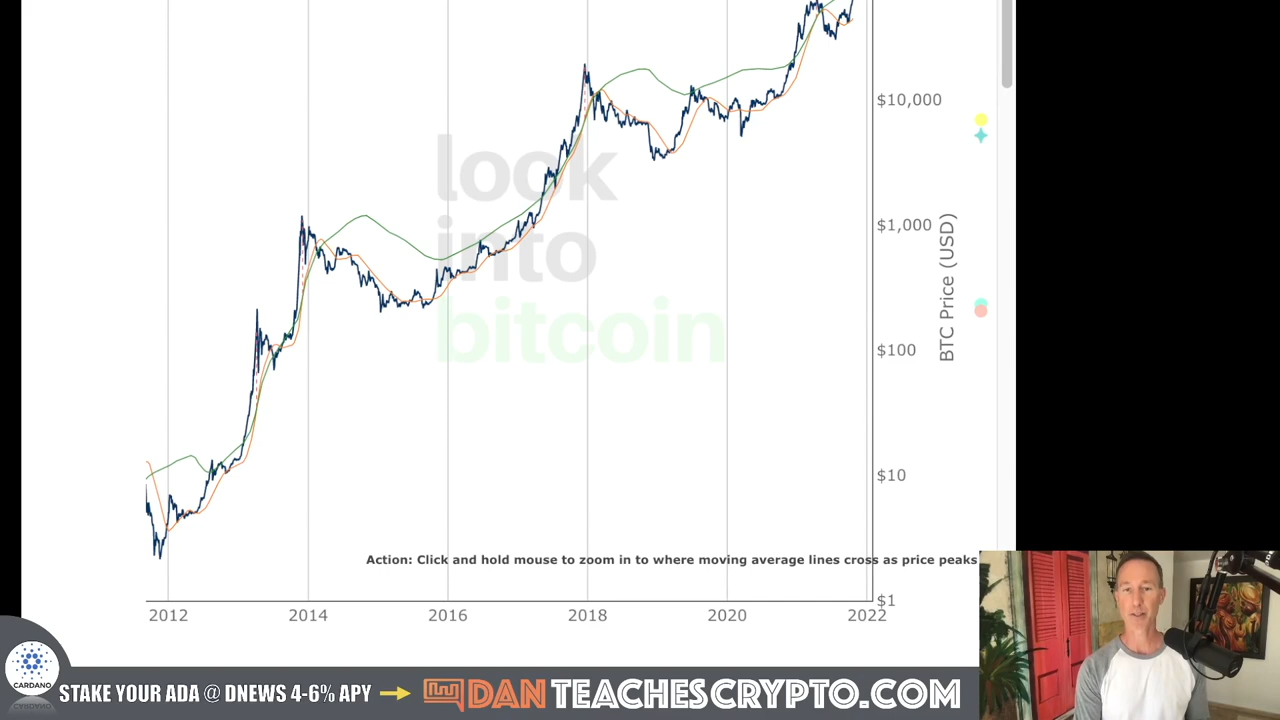 $10,000
look
into
bitcoin
$1,000
BTC Price (USD)
$100
$10
Action: Click and hold mouse to zoom in to where moving average lines cross as price peaks
$1
2012
2014
2016
2018
2020
2022
CARDANO
STAKE YOUR ADA @ DNEWS 4-6% APY
DANTEACHESCRYPTO.COM